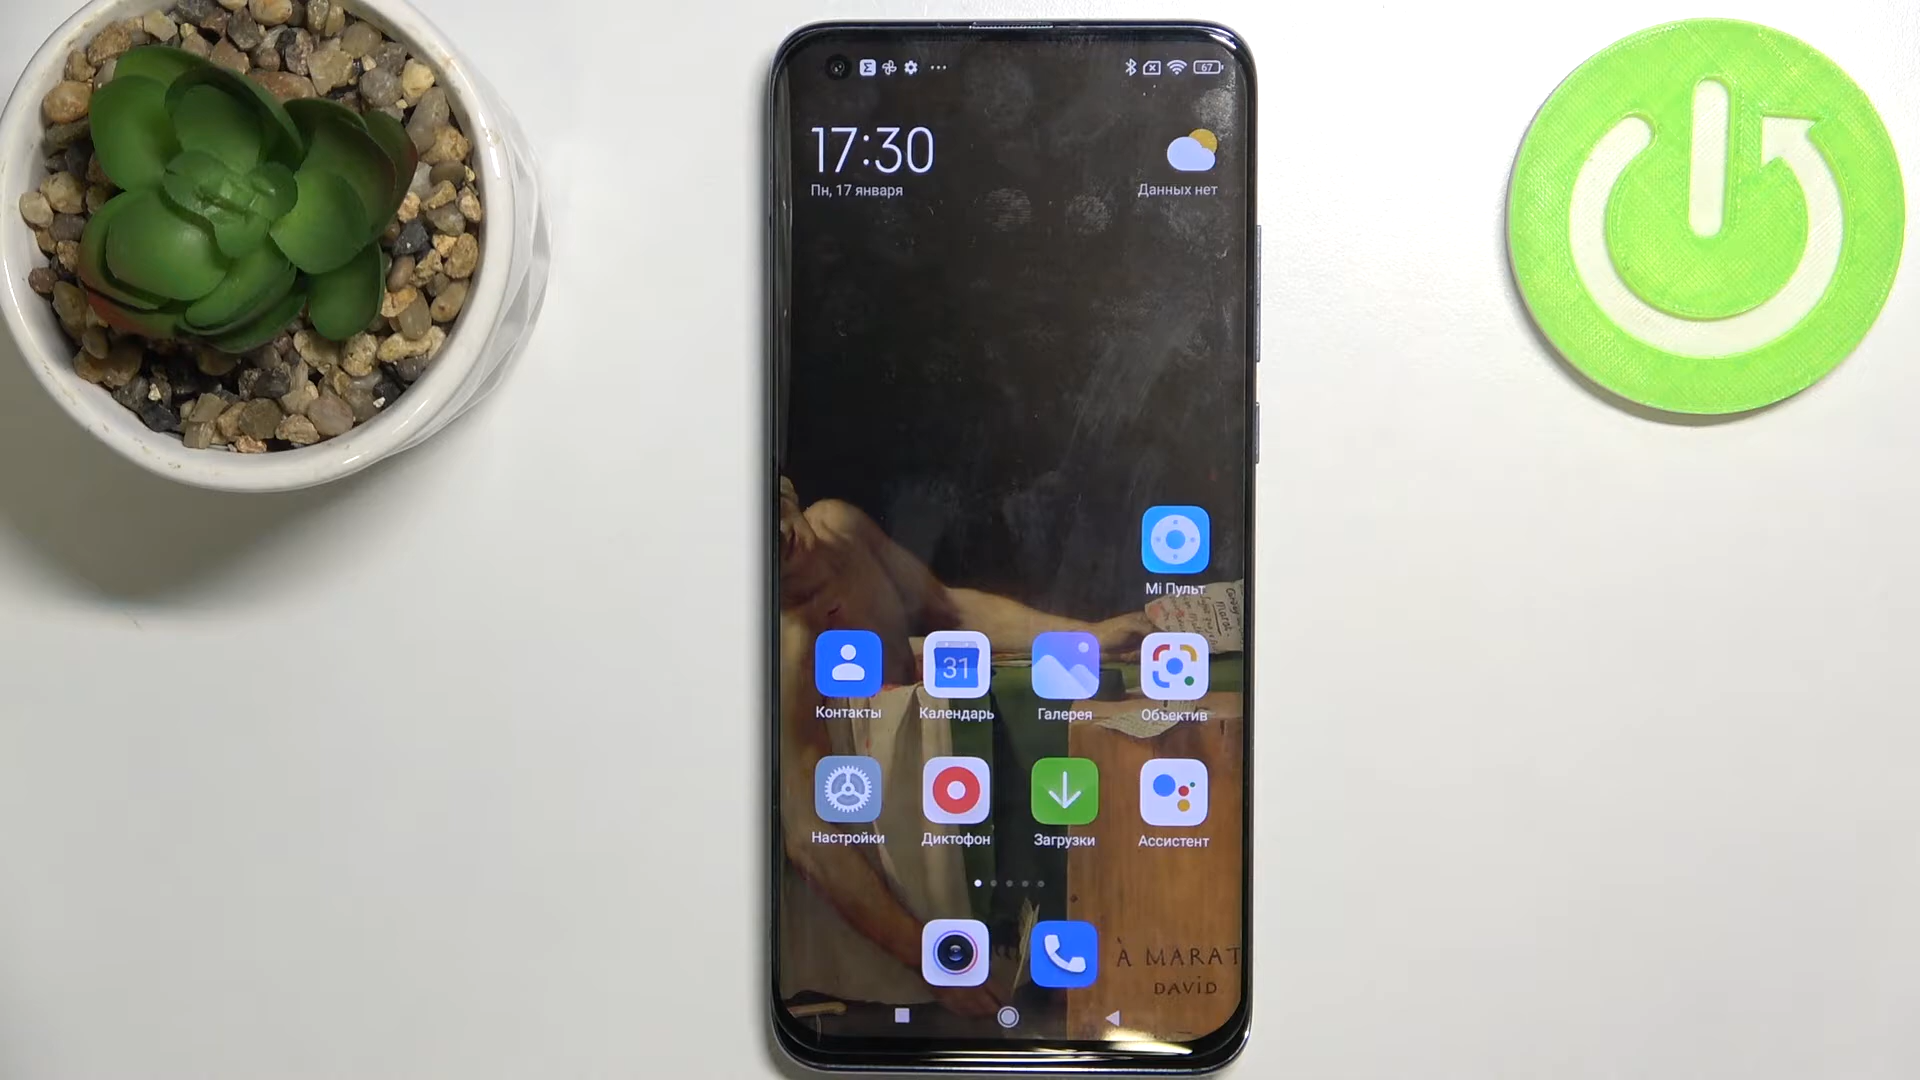 67
17:30
Пн, 17 января
Данных нет
Mi Пульт
Контакты
31
Календарь
Галерея
Объектив
Настройки
Диктофон
Загрузки
Ассистент
À MARAT
DAVID